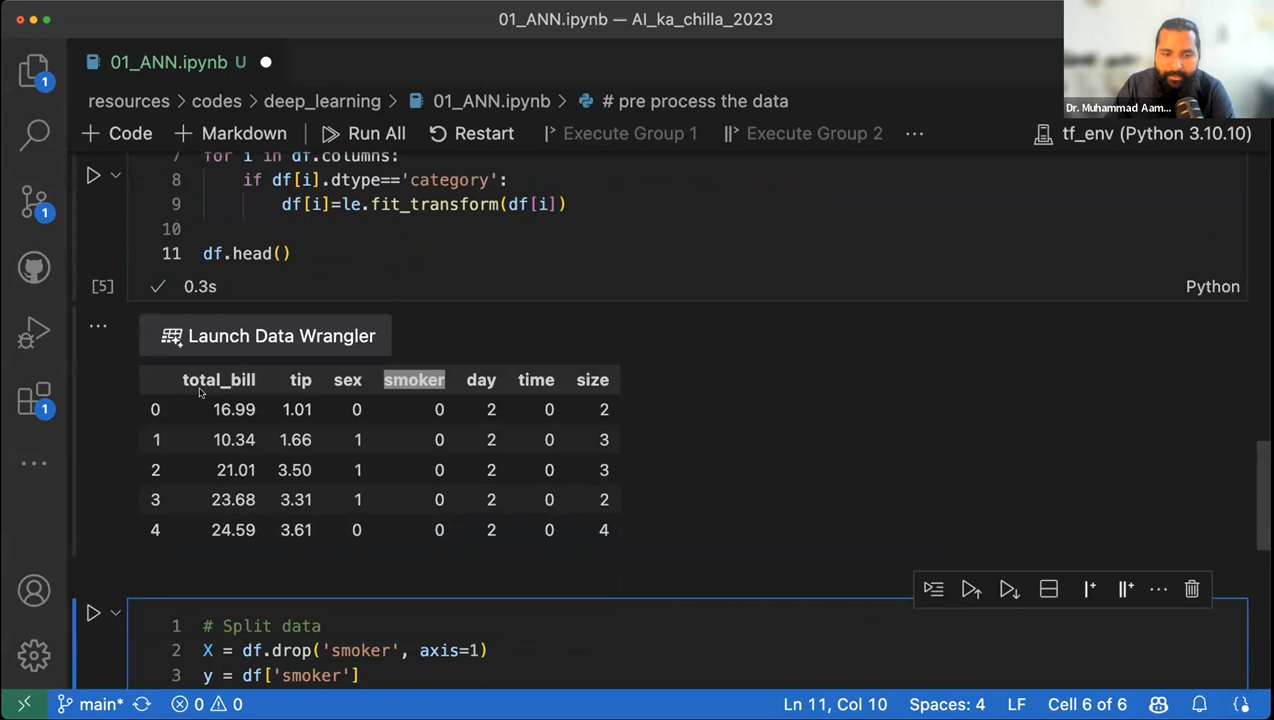 01_ANN.ipynb — AI_ka_chilla_2023
Dr. Muhammad Aam...
01_ANN.ipynb U
resources > codes > deep_learning > 01_ANN.ipynb > # pre process the data
+ Code + Markdown Run All Restart Execute Group 1 Execute Group 2 ... tf_env (Python 3.10.10)
7 for i in df.columns:
8 if df[i].dtype=='category':
9 df[i]=le.fit_transform(df[i])
10
11 df.head()
[5] 0.3s Python
Launch Data Wrangler
total_bill tip sex smoker day time size
0 16.99 1.01 0 0 2 0 2
1 10.34 1.66 1 0 2 0 3
2 21.01 3.50 1 0 2 0 3
3 23.68 3.31 1 0 2 0 2
4 24.59 3.61 0 0 2 0 4
1 # Split data
2 X = df.drop('smoker', axis=1)
3 y = df['smoker']
1
1
1
main* 0 0 Ln 11, Col 10 Spaces: 4 LF Cell 6 of 6